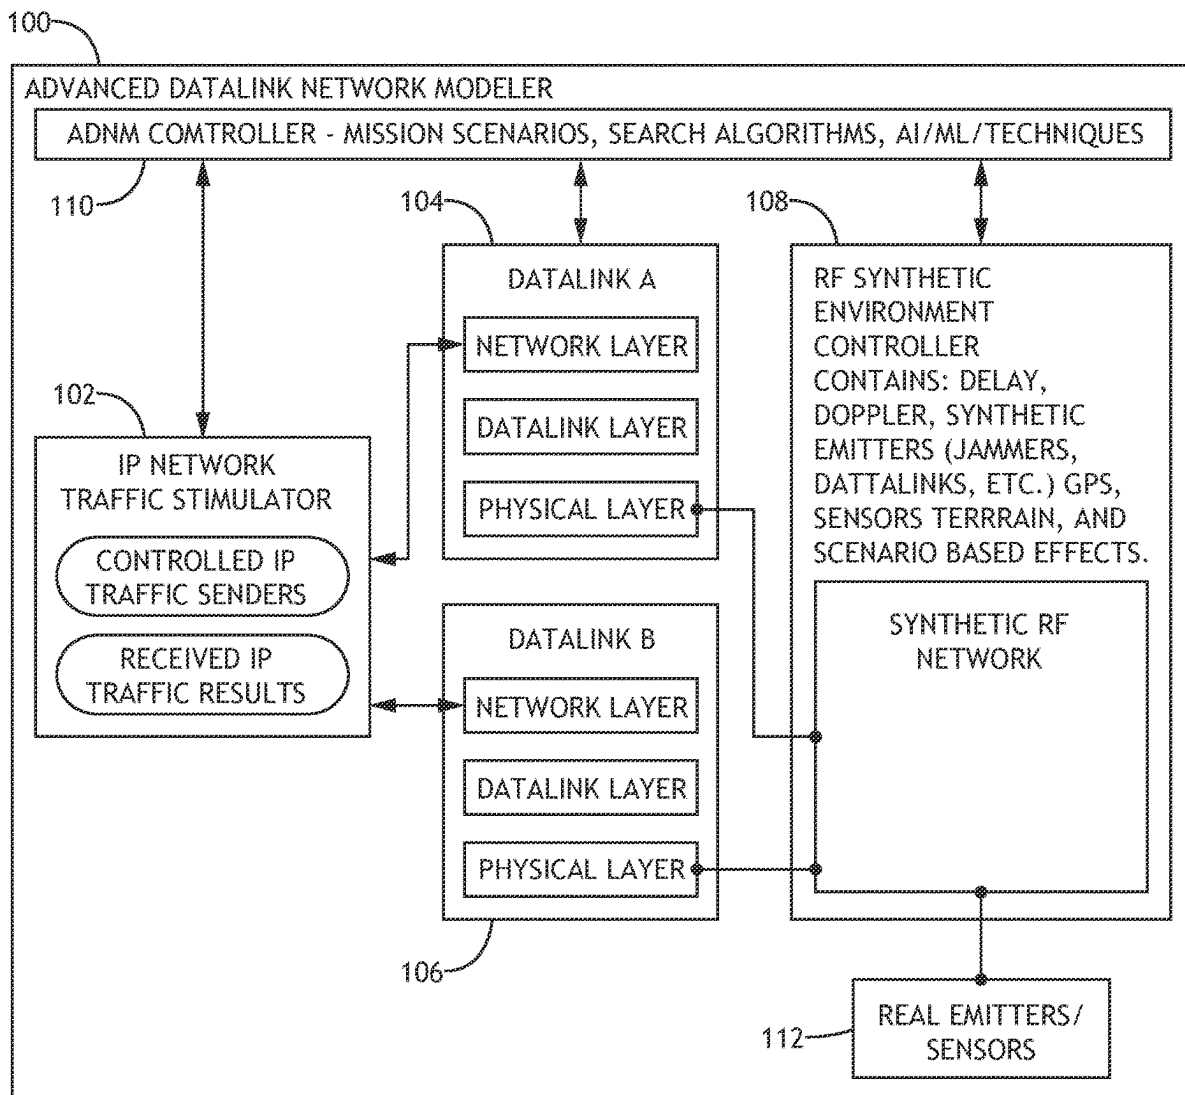 100
ADVANCED DATALINK NETWORK MODELER
ADNM COMTROLLER - MISSION SCENARIOS, SEARCH ALGORITHMS, AI/ML/TECHNIQUES
110
104
108
DATALINK A
NETWORK LAYER
DATALINK LAYER
PHYSICAL LAYER
RF SYNTHETIC
ENVIRONMENT
CONTROLLER
CONTAINS: DELAY,
DOPPLER, SYNTHETIC
EMITTERS (JAMMERS,
DATTALINKS, ETC.) GPS,
SENSORS TERRRAIN, AND
SCENARIO BASED EFFECTS.
102
IP NETWORK
TRAFFIC STIMULATOR
CONTROLLED IP
TRAFFIC SENDERS
RECEIVED IP
TRAFFIC RESULTS
DATALINK B
NETWORK LAYER
DATALINK LAYER
PHYSICAL LAYER
SYNTHETIC RF
NETWORK
106
112
REAL EMITTERS/
SENSORS